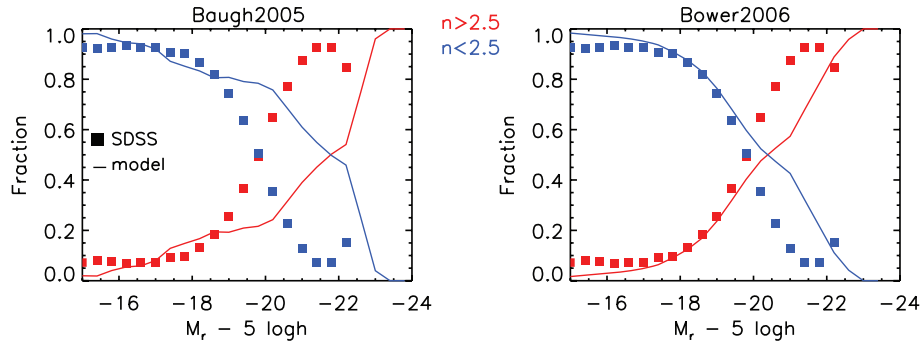 Baugh2005
n>2.5
n<2.5
Bower2006
1.0
0.8
0.6
0.4
0.2
0.0
Fraction
SDSS
model
-16 -18 -20 -22 -24
M_r - 5 logh
1.0
0.8
0.6
0.4
0.2
0.0
Fraction
-16 -18 -20 -22 -24
M_r - 5 logh